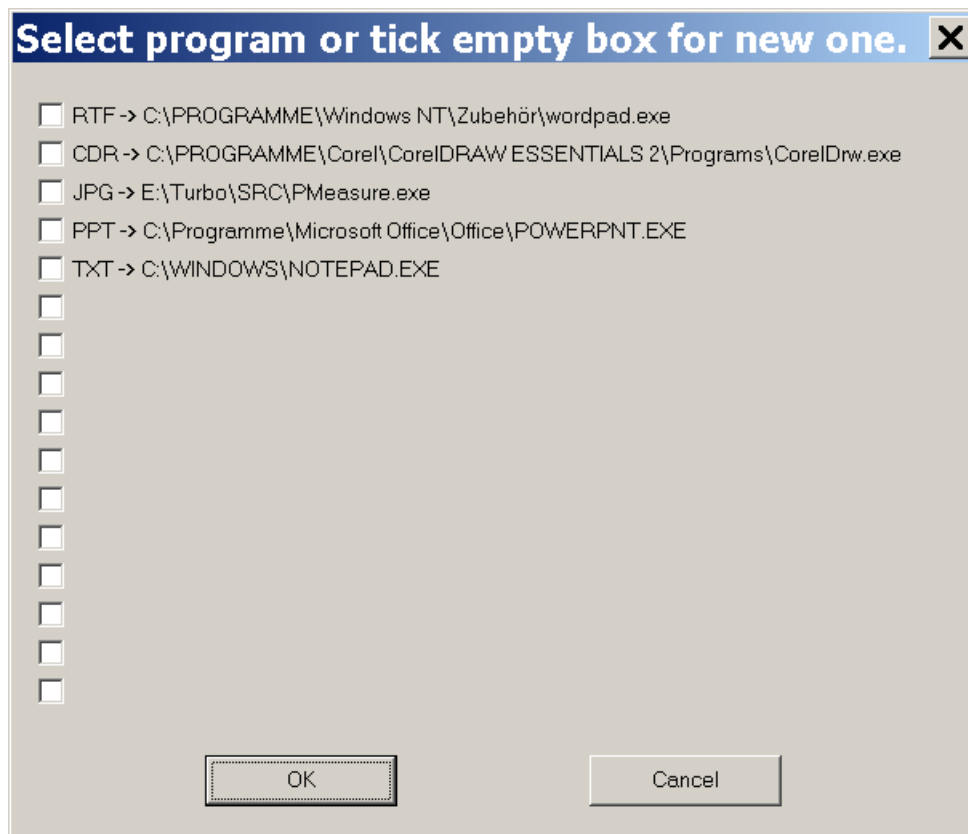 Select program or tick empty box for new one.
RTF -> C:\PROGRAMME\Windows NT\Zubehör\wordpad.exe
CDR -> C:\PROGRAMME\Corel\CorelDRAW ESSENTIALS 2\Programs\CorelDrw.exe
JPG -> E:\Turbo\SRC\PMeasure.exe
PPT -> C:\Programme\Microsoft Office\Office\POWERPNT.EXE
TXT -> C:\WINDOWS\NOTEPAD.EXE
OK Cancel